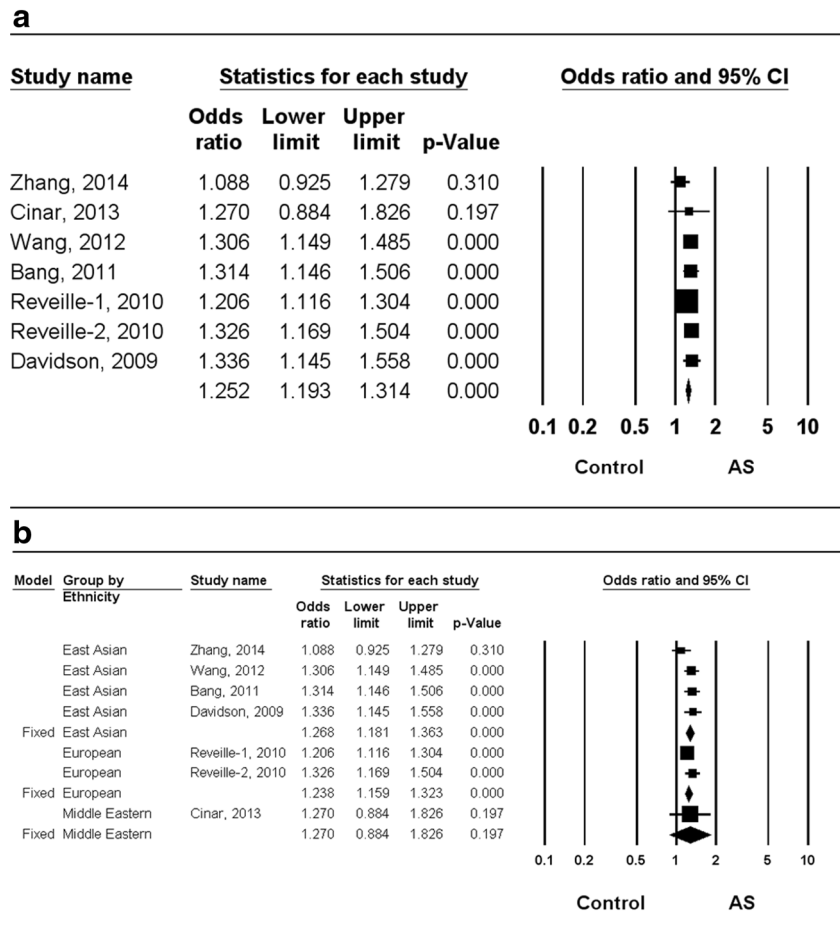 a
Study name Statistics for each study Odds ratio and 95% CI
Odds Lower Upper
ratio limit limit p-Value
Zhang, 2014 1.088 0.925 1.279 0.310
Cinar, 2013 1.270 0.884 1.826 0.197
Wang, 2012 1.306 1.149 1.485 0.000
Bang, 2011 1.314 1.146 1.506 0.000
Reveille-1, 2010 1.206 1.116 1.304 0.000
Reveille-2, 2010 1.326 1.169 1.504 0.000
Davidson, 2009 1.336 1.145 1.558 0.000
1.252 1.193 1.314 0.000
0.1 0.2 0.5 1 2 5 10
Control AS
b
Model Group by Study name Statistics for each study Odds ratio and 95% CI
Ethnicity
Odds Lower Upper
ratio limit limit p-Value
East Asian Zhang, 2014 1.088 0.925 1.279 0.310
East Asian Wang, 2012 1.306 1.149 1.485 0.000
East Asian Bang, 2011 1.314 1.146 1.506 0.000
East Asian Davidson, 2009 1.336 1.145 1.558 0.000
Fixed East Asian 1.268 1.181 1.363 0.000
European Reveille-1, 2010 1.206 1.116 1.304 0.000
European Reveille-2, 2010 1.326 1.169 1.504 0.000
Fixed European 1.238 1.159 1.323 0.000
Middle Eastern Cinar, 2013 1.270 0.884 1.826 0.197
Fixed Middle Eastern 1.270 0.884 1.826 0.197
0.1 0.2 0.5 1 2 5 10
Control AS